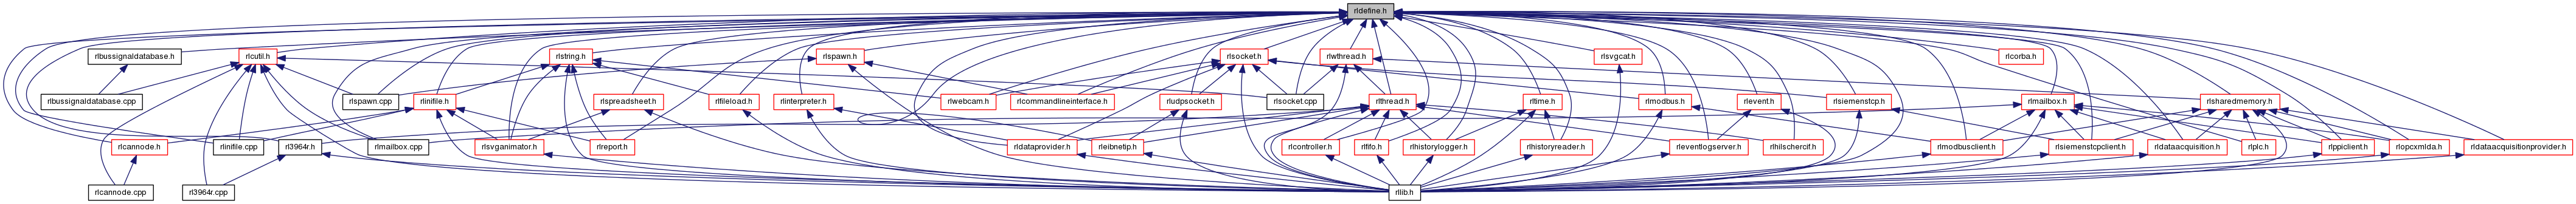 rldefine.h
rlbussignaldatabase.h
rlcutil.h
rlstring.h
rlspawn.h
rlsocket.h
rlwthread.h
rlsvgcat.h
rlcorba.h
rlbussignaldatabase.cpp
rlspawn.cpp
rlinifile.h
rlspreadsheet.h
rlfileload.h
rlinterpreter.h
rlwebcam.h
rlcommandlineinterface.h
rludpsocket.h
rlsocket.cpp
rlthread.h
rltime.h
rlmodbus.h
rlevent.h
rlsiemenstcp.h
rlmailbox.h
rlsharedmemory.h
rlcannode.h
rlinifile.cpp
rl3964r.h
rlmailbox.cpp
rlsvganimator.h
rlreport.h
rldataprovider.h
rleibnetip.h
rlcontroller.h
rlfifo.h
rlhistorylogger.h
rlhistoryreader.h
rleventlogserver.h
rlhilschercif.h
rlmodbusclient.h
rlsiemenstcpclient.h
rldataacquisition.h
rlplc.h
rlppiclient.h
rlopcxmlda.h
rldataacquisitionprovider.h
rlcannode.cpp
rl3964r.cpp
rllib.h